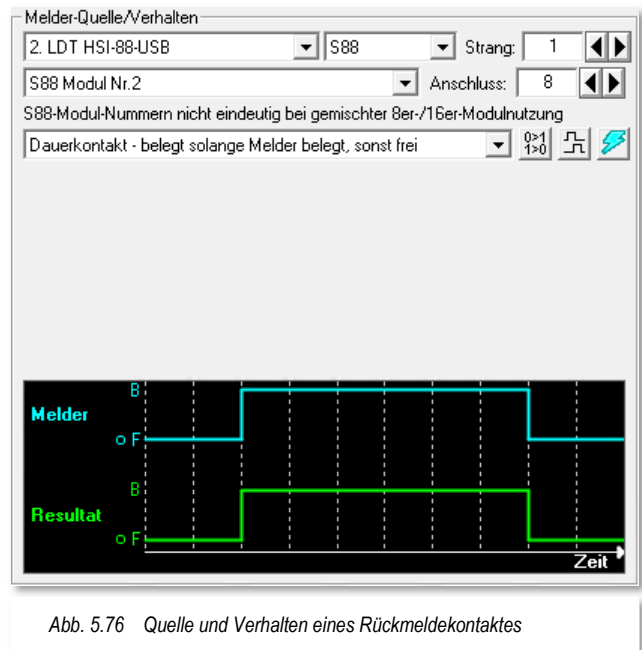 Melder-Quelle/Verhalten
2. LDT HSI-88-USB S88 Strang: 1
S88 Modul Nr.2 Anschluss: 8
S88-Modul-Nummern nicht eindeutig bei gemischter 8er-/16er-Modulnutzung
Dauerkontakt - belegt solange Melder belegt, sonst frei 0>1
1>0
B
Melder
o F
B
Resultat
o F
Zeit
Abb. 5.76 Quelle und Verhalten eines Rückmeldekontaktes